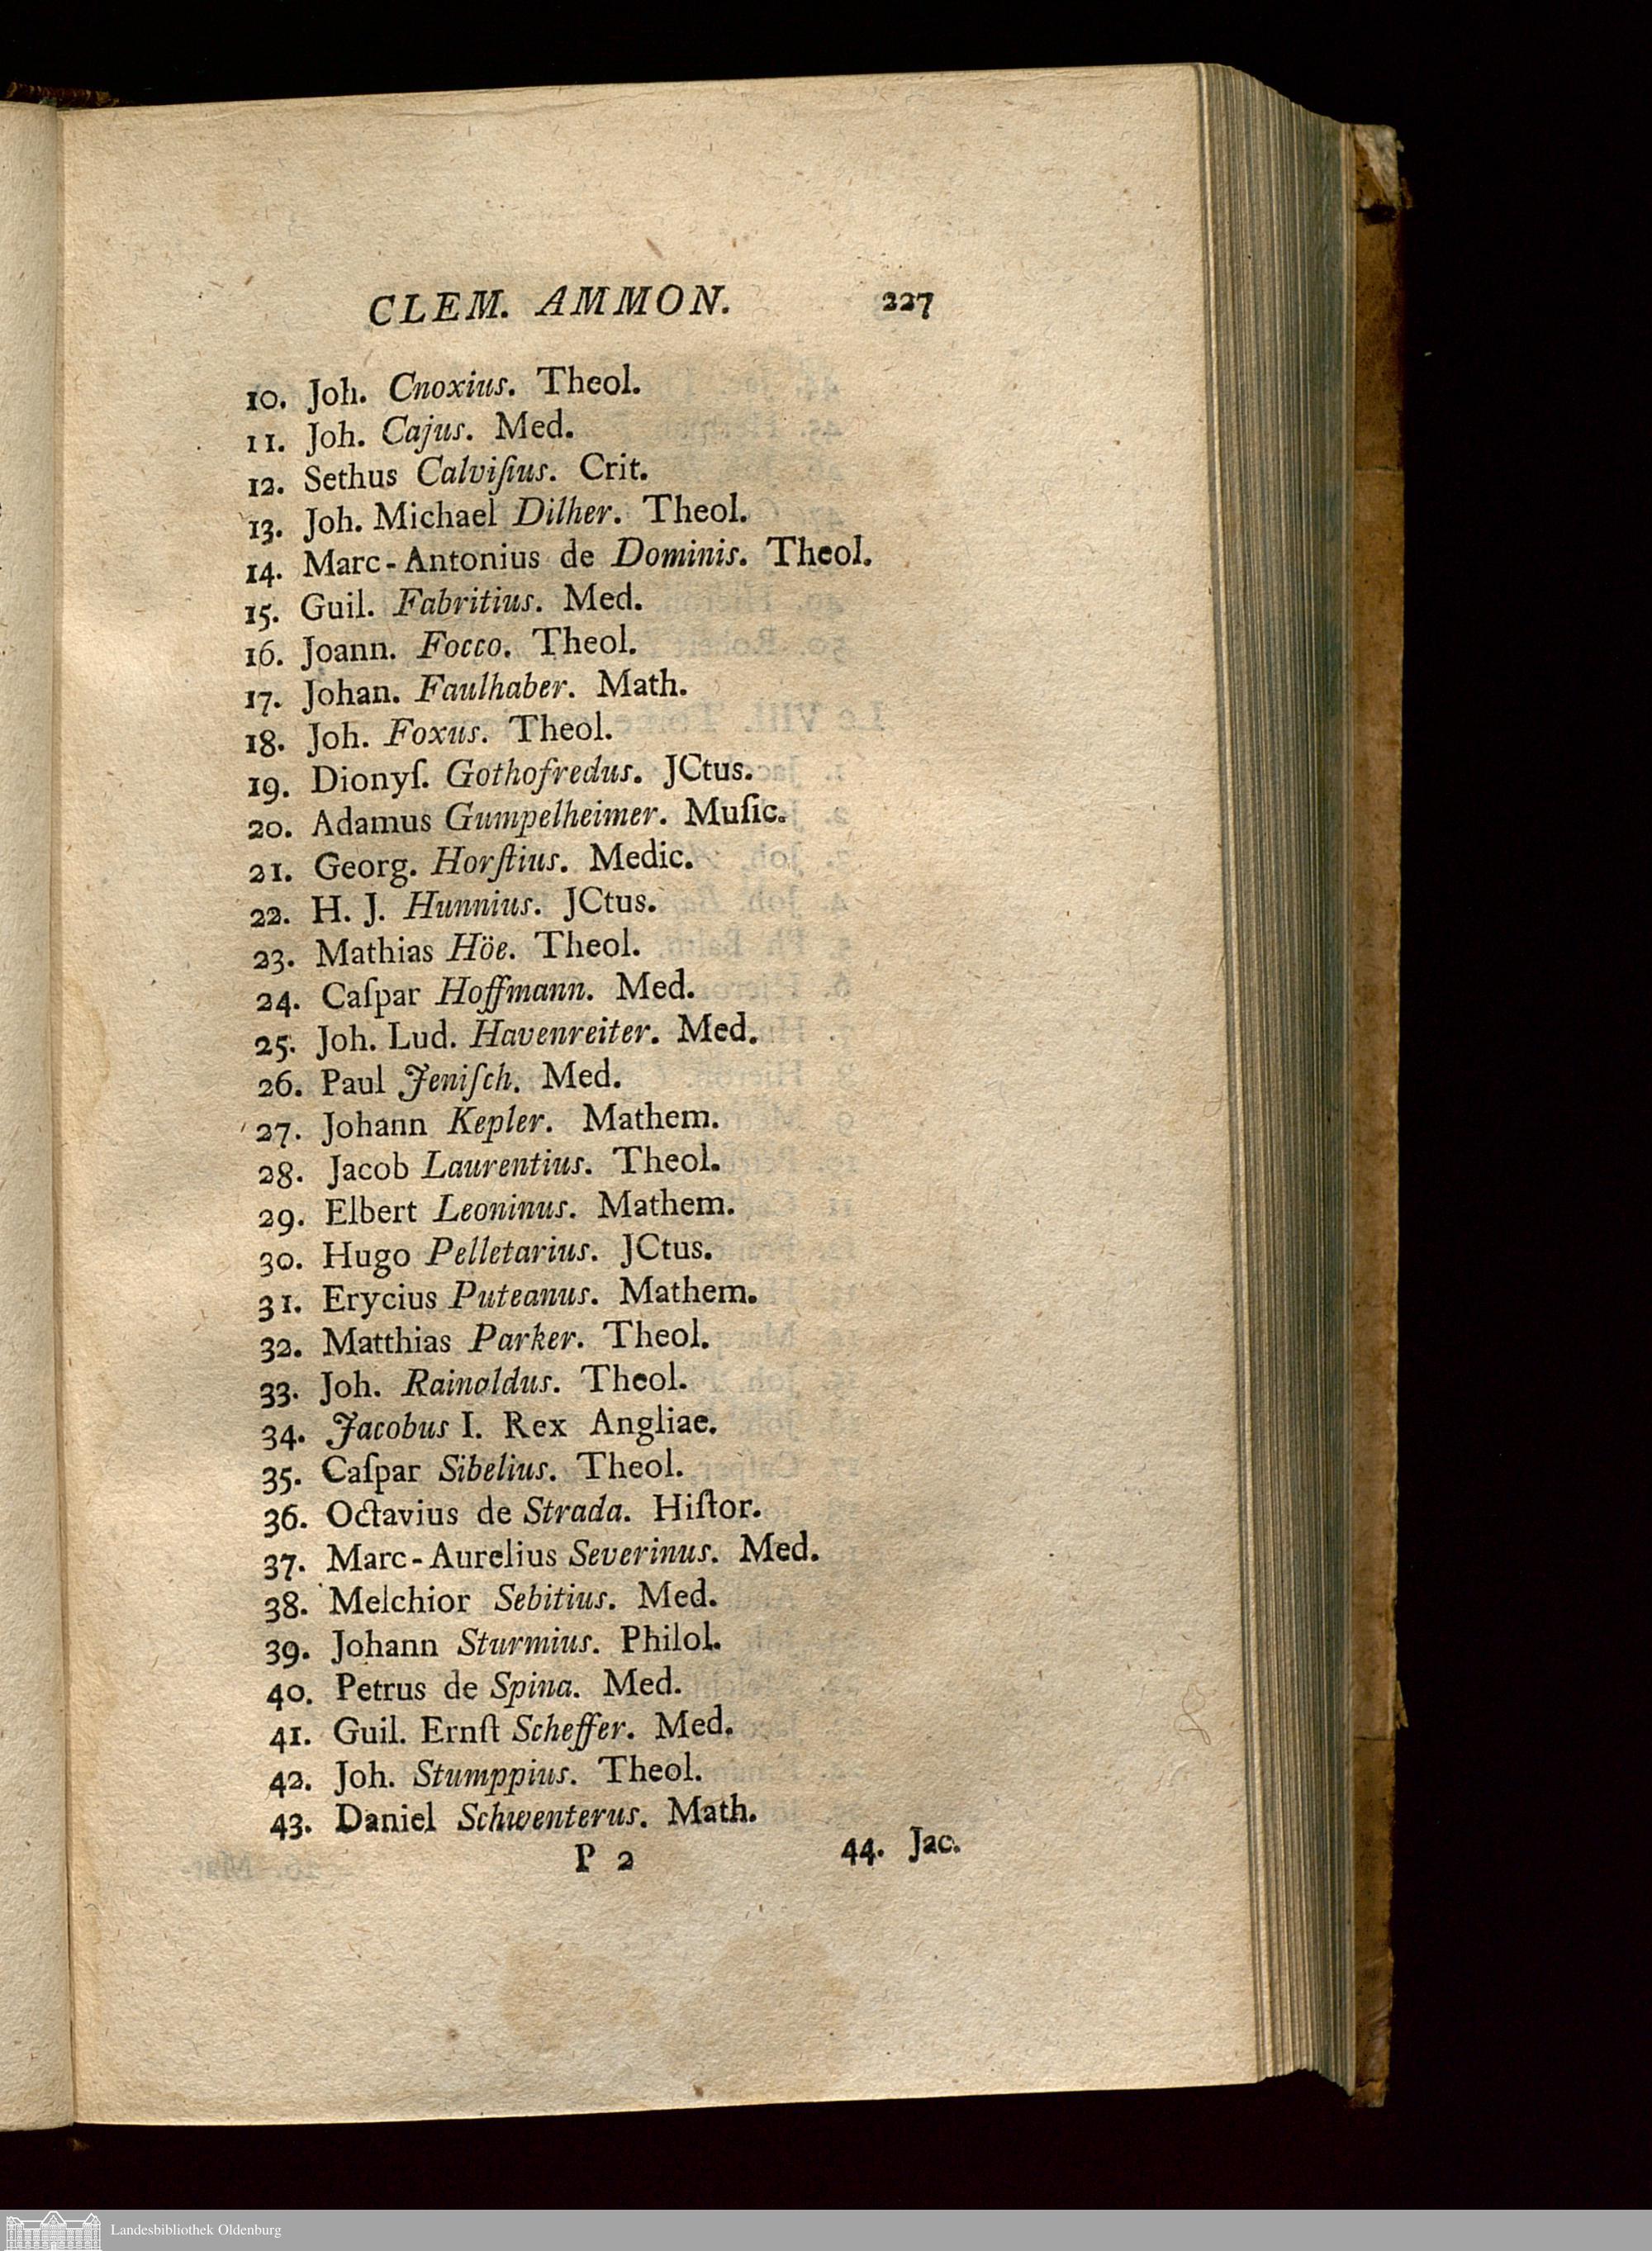 CLEM. AMMON. 227
10. Joh. Cnoxius. Theol.
11. Joh. Cajus. Med.
12. Sethus Calviſius. Crit.
13. Joh. Michael Dilher. Theol.
14. Marc-Antonius de Dominis. Theol.
15. Guil. Fabritius. Med.
16. Joann. Focco. Theol.
17. Johan. Faulhaber. Math.
18. Joh. Foxus. Theol.
19. Dionyſ. Gothofredus. JCtus.
20. Adamus Gumpelheimer. Muſic.
21. Georg. Horſtius. Medic.
22. H. J. Hunnius. JCtus.
23. Mathias Höe. Theol.
24. Caſpar Hoffmann. Med.
25. Joh. Lud. Havenreiter. Med.
26. Paul Jeniſch. Med.
27. Johann Kepler. Mathem.
28. Jacob Laurentius. Theol.
29. Elbert Leoninus. Mathem.
30. Hugo Pelletarius. JCtus.
31. Erycius Puteanus. Mathem.
32. Matthias Parker. Theol.
33. Joh. Rainaldus. Theol.
34. Jacobus I. Rex Angliae.
35. Caſpar Sibelius. Theol.
36. Octavius de Strada. Hiſtor.
37. Marc-Aurelius Severinus. Med.
38. Melchior Sebitius. Med.
39. Johann Sturmius. Philol.
40. Petrus de Spina. Med.
41. Guil. Ernſt Scheffer. Med.
42. Joh. Stumppius. Theol.
43. Daniel Schwenterus. Math.
P 2 44. Jac.
Landesbibliothek Oldenburg